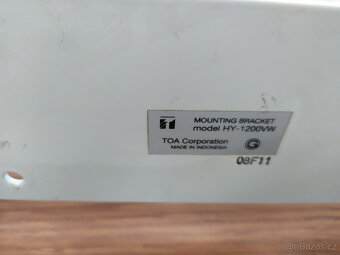 MOUNTING BRACKET
model HY-1200VW
TOA Corporation
MADE IN INDONESIA
G
08F11
© Bazos.cz